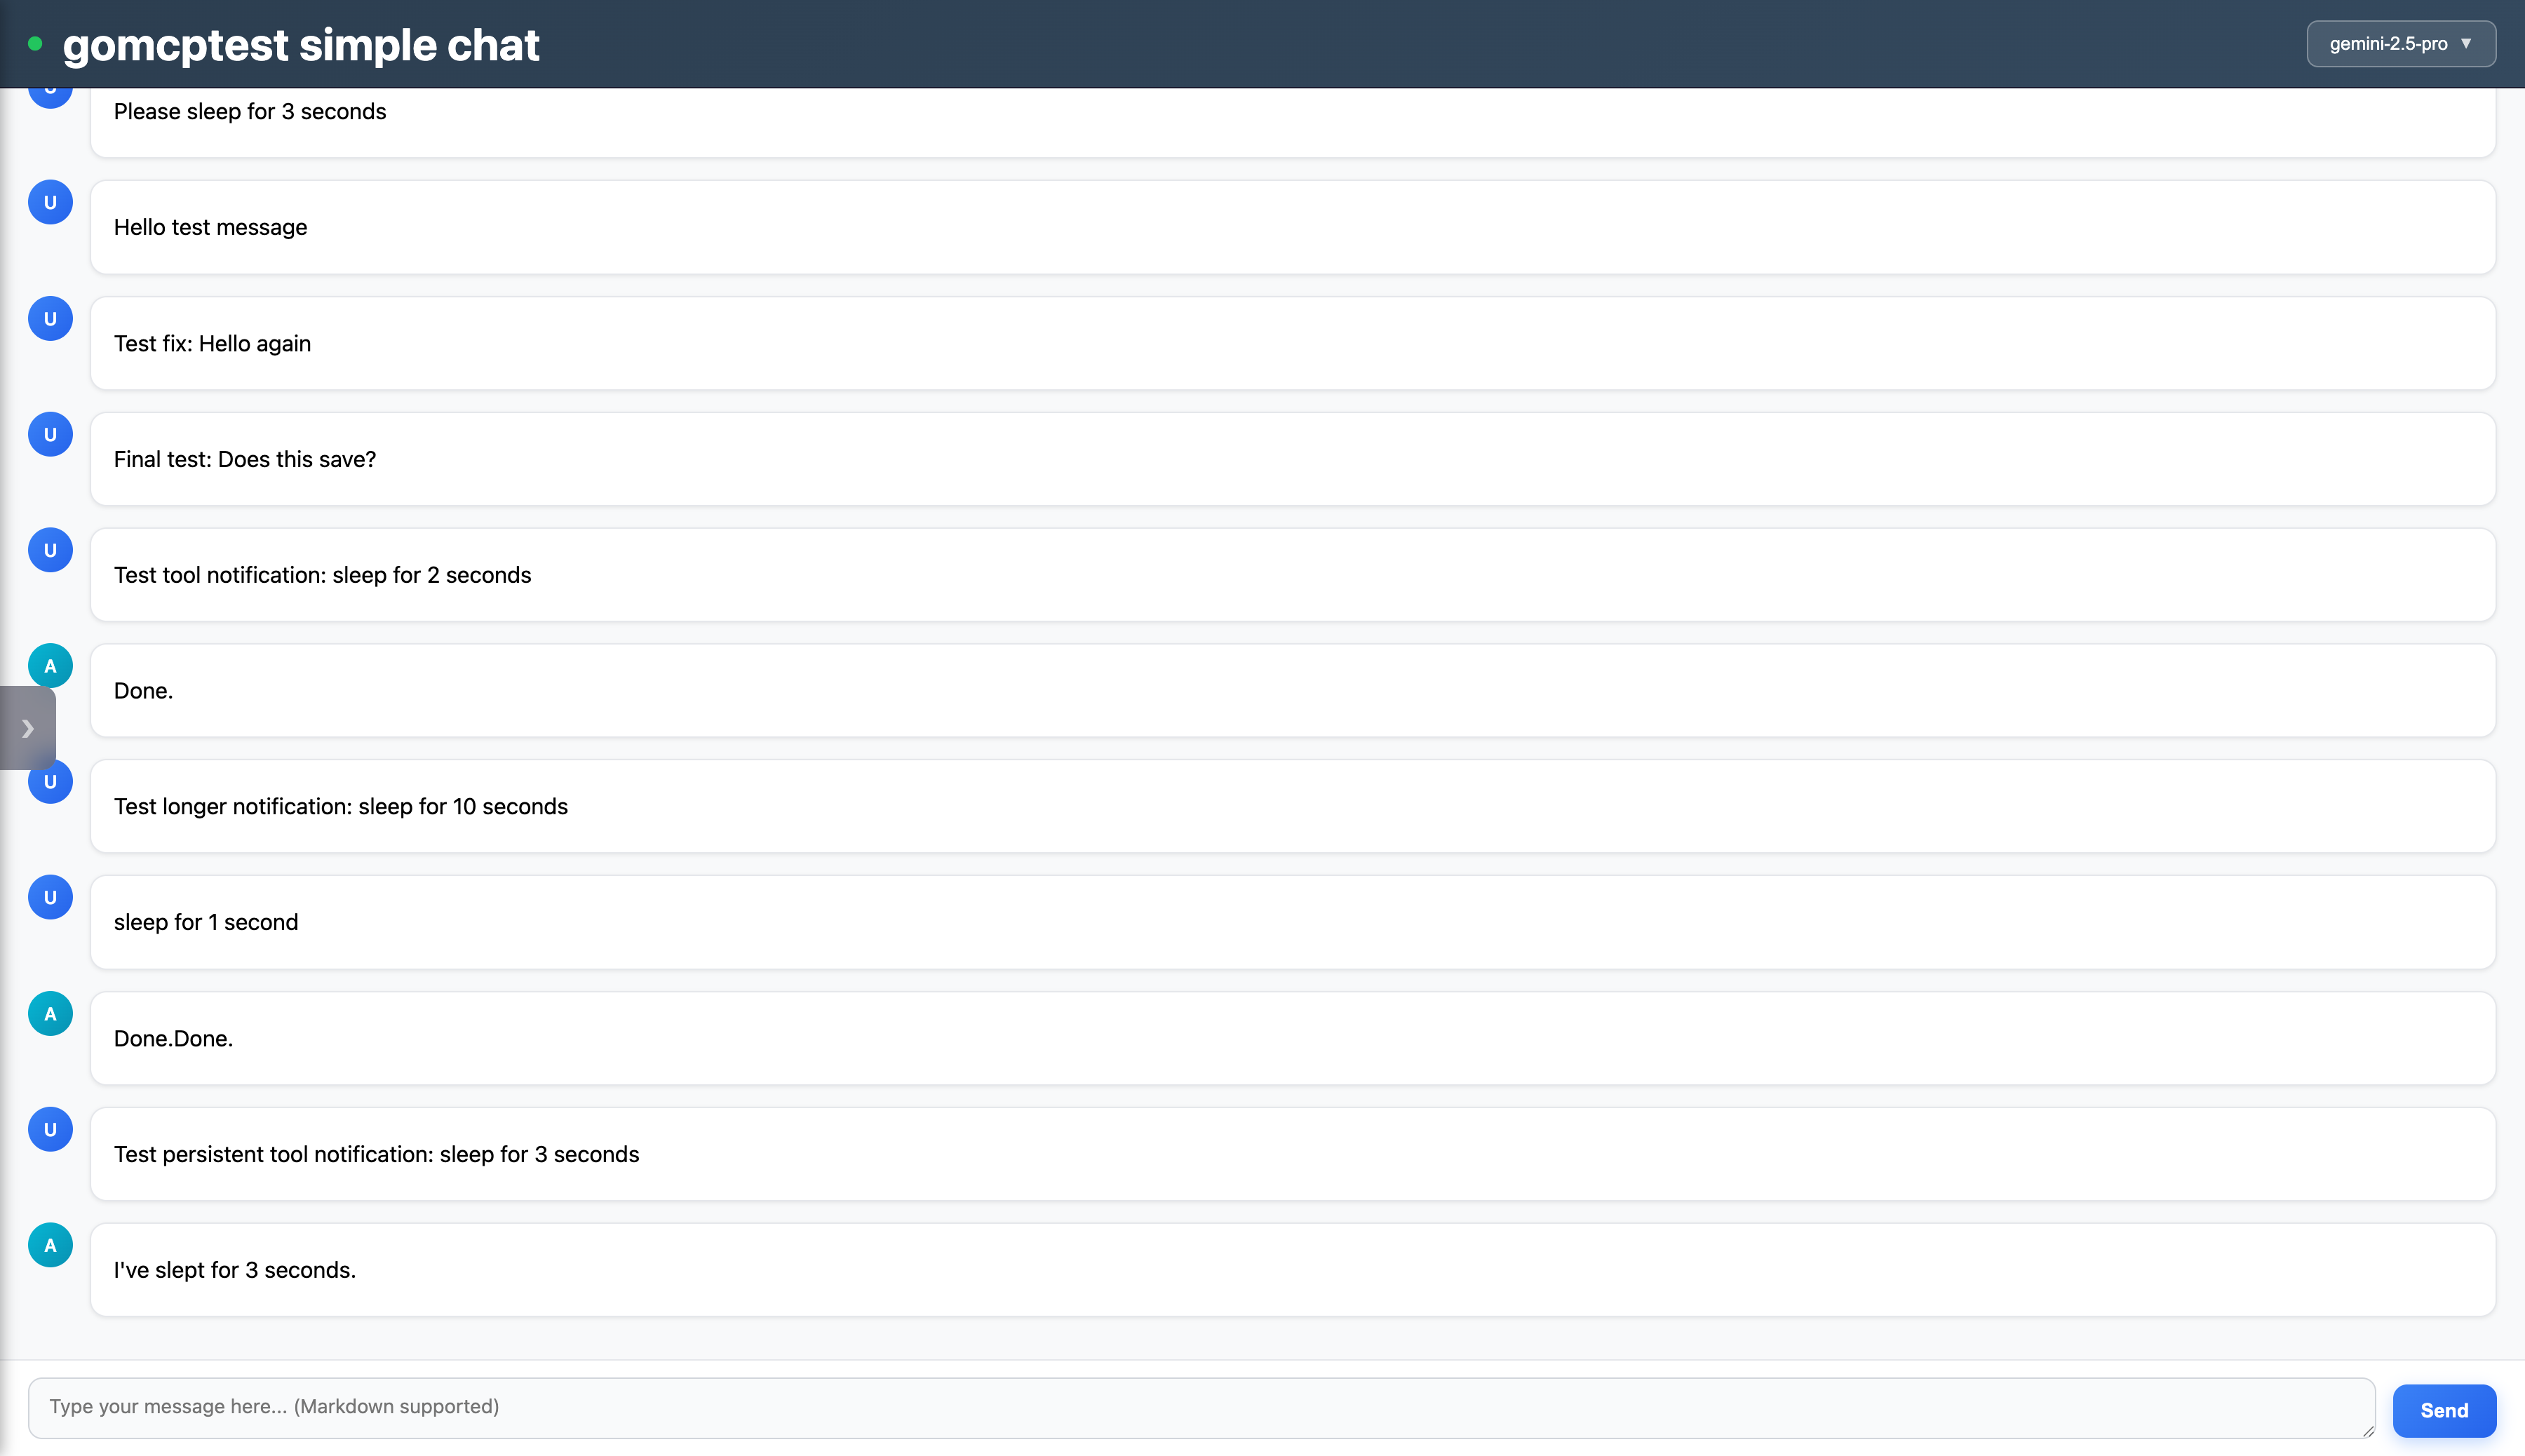 gomcptest simple chat
gemini-2.5-pro ▼
U
Please sleep for 3 seconds
U
Hello test message
U
Test fix: Hello again
U
Final test: Does this save?
U
Test tool notification: sleep for 2 seconds
A
Done.
U
Test longer notification: sleep for 10 seconds
U
sleep for 1 second
A
Done.Done.
U
Test persistent tool notification: sleep for 3 seconds
A
I've slept for 3 seconds.
Type your message here... (Markdown supported)
Send